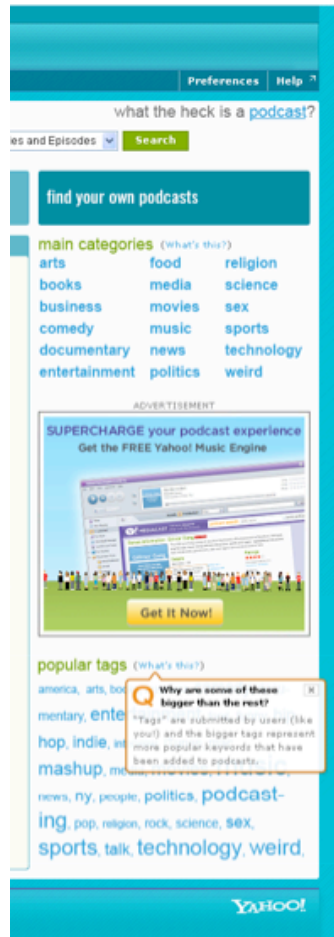 Preferences Help
what the heck is a podcast?
es and Episodes Search
find your own podcasts
main categories (What's this?)
arts food religion
books media science
business movies sex
comedy music sports
documentary news technology
entertainment politics weird
ADVERTISEMENT
SUPERCHARGE your podcast experience
Get the FREE Yahoo! Music Engine
Get It Now!
popular tags (What's this?)
america, arts,
Why are some of these
bigger than the rest?
"Tags" are submitted by users (like
you!) and the bigger tags represent
more popular keywords that have
been added to podcasts.
mentary,
hop, indie,
mashup,
news, ny, people, politics, podcast-
ing, pop, religion, rock, science, sex,
sports, talk, technology, weird,
YAHOO!